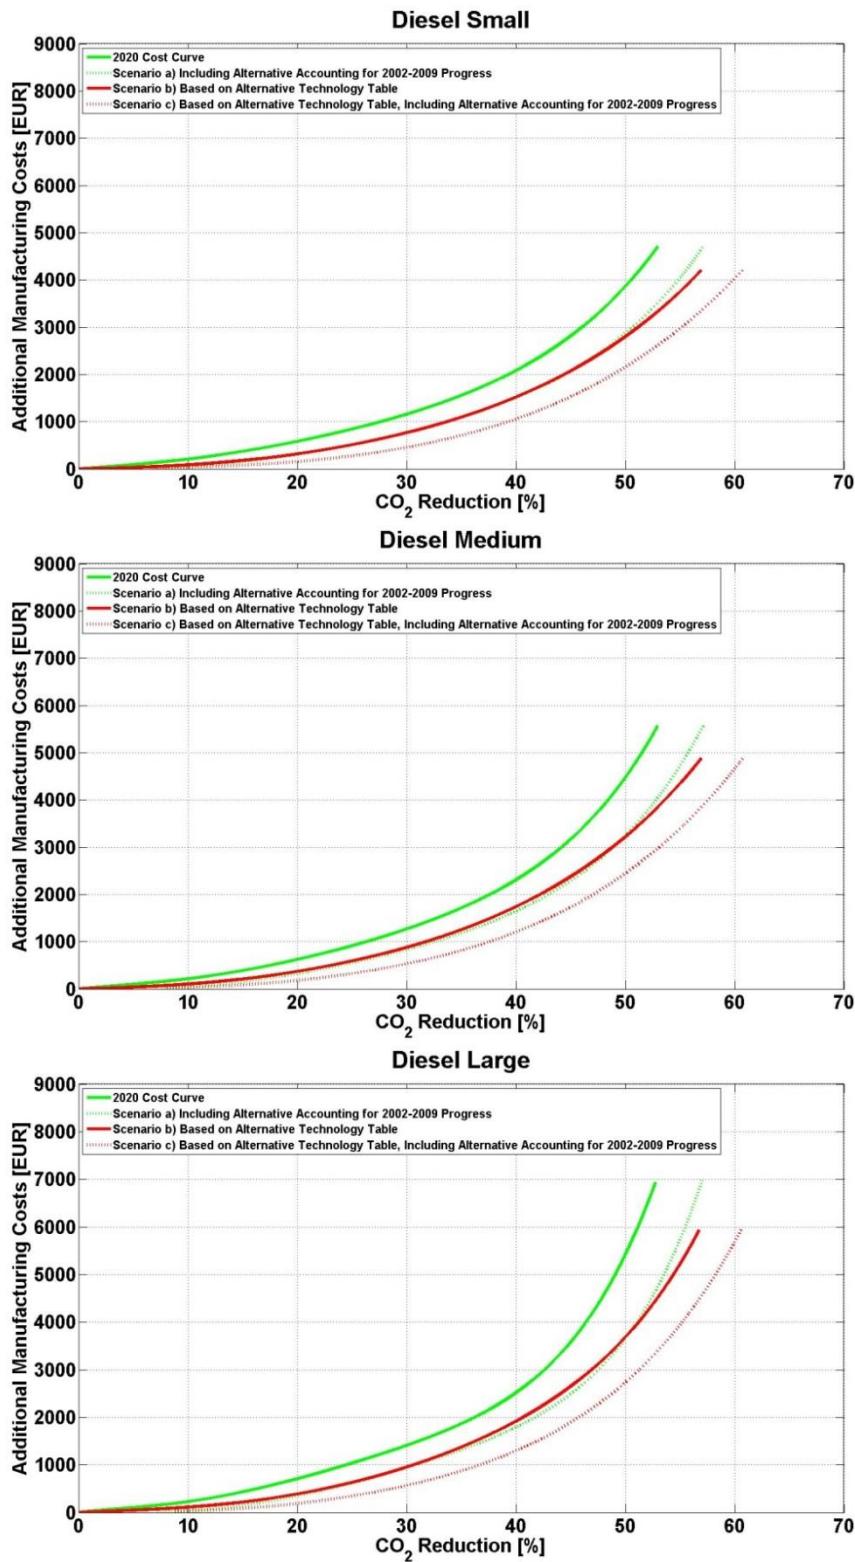 Diesel Small
9000
8000
7000
6000
5000
4000
3000
2000
1000
0
Additional Manufacturing Costs [EUR]
2020 Cost Curve
Scenario a) Including Alternative Accounting for 2002-2009 Progress
Scenario b) Based on Alternative Technology Table
Scenario c) Based on Alternative Technology Table, Including Alternative Accounting for 2002-2009 Progress
0 10 20 30 40 50 60 70
CO2 Reduction [%]
Diesel Medium
9000
8000
7000
6000
5000
4000
3000
2000
1000
0
Additional Manufacturing Costs [EUR]
2020 Cost Curve
Scenario a) Including Alternative Accounting for 2002-2009 Progress
Scenario b) Based on Alternative Technology Table
Scenario c) Based on Alternative Technology Table, Including Alternative Accounting for 2002-2009 Progress
0 10 20 30 40 50 60 70
CO2 Reduction [%]
Diesel Large
9000
8000
7000
6000
5000
4000
3000
2000
1000
0
Additional Manufacturing Costs [EUR]
2020 Cost Curve
Scenario a) Including Alternative Accounting for 2002-2009 Progress
Scenario b) Based on Alternative Technology Table
Scenario c) Based on Alternative Technology Table, Including Alternative Accounting for 2002-2009 Progress
0 10 20 30 40 50 60 70
CO2 Reduction [%]